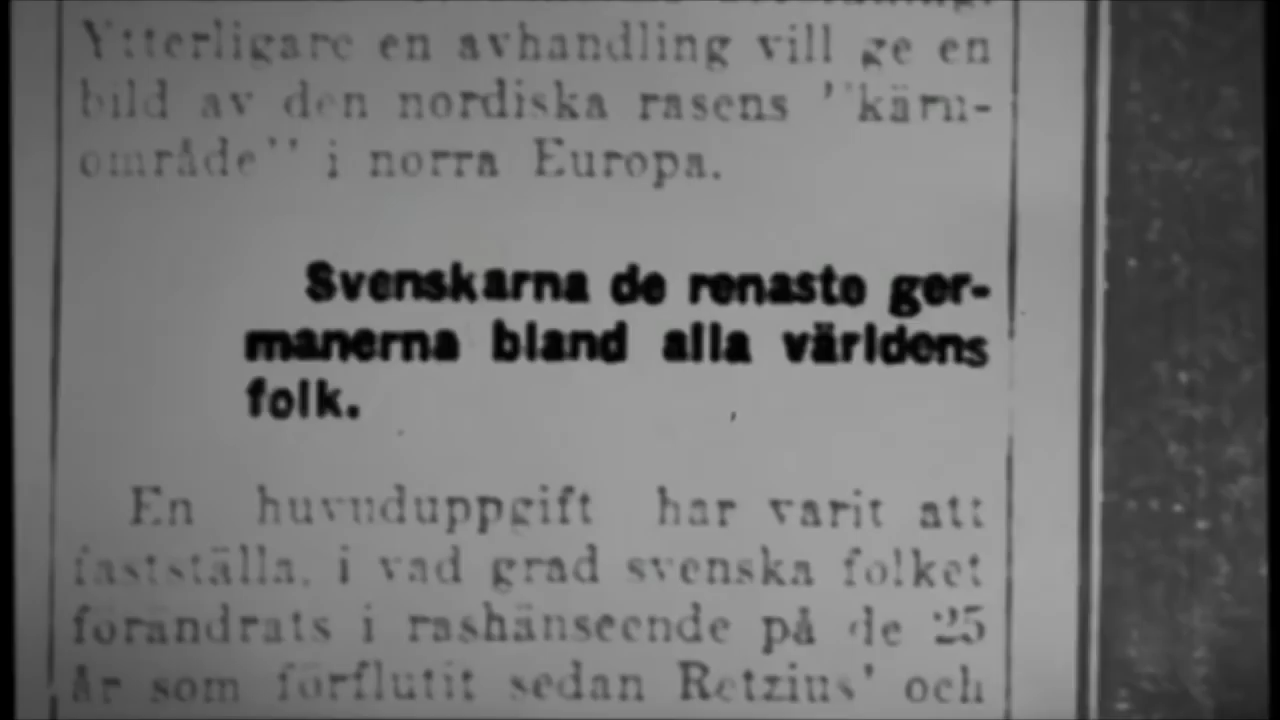 Ytterligare en avhandling vill ge en
bild av den nordiska rasens ''kärn-
område'' i norra Europa.
Svenskarna de renaste ger-
manerna bland alla världens
folk.
En huvuduppgift har varit att
fastställa, i vad grad svenska folket
förändrats i rashänseende på de 25
år som förflutit sedan Retzius' och